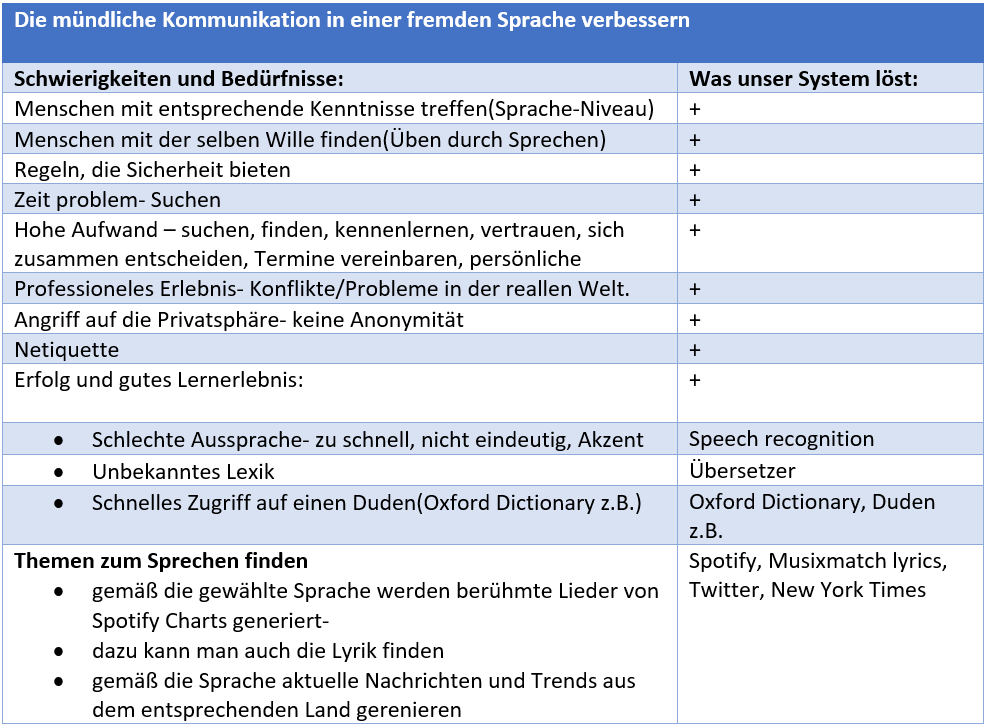 Die mündliche Kommunikation in einer fremden Sprache verbessern
Schwierigkeiten und Bedürfnisse:
Was unser System löst:
Menschen mit entsprechende Kenntnisse treffen(Sprache-Niveau)
+
Menschen mit der selben Wille finden(Üben durch Sprechen)
+
Regeln, die Sicherheit bieten
+
Zeit problem- Suchen
+
Hohe Aufwand – suchen, finden, kennenlernen, vertrauen, sich
zusammen entscheiden, Termine vereinbaren, persönliche
+
Professioneles Erlebnis- Konflikte/Probleme in der reallen Welt.
+
Angriff auf die Privatsphäre- keine Anonymität
+
Netiquette
+
Erfolg und gutes Lernerlebnis:
+
• Schlechte Aussprache- zu schnell, nicht eindeutig, Akzent
Speech recognition
• Unbekanntes Lexik
Übersetzer
• Schnelles Zugriff auf einen Duden(Oxford Dictionary z.B.)
Oxford Dictionary, Duden
z.B.
Themen zum Sprechen finden
• gemäß die gewählte Sprache werden berühmte Lieder von
Spotify Charts generiert-
• dazu kann man auch die Lyrik finden
• gemäß die Sprache aktuelle Nachrichten und Trends aus
dem entsprechenden Land gerenieren
Spotify, Musixmatch lyrics,
Twitter, New York Times